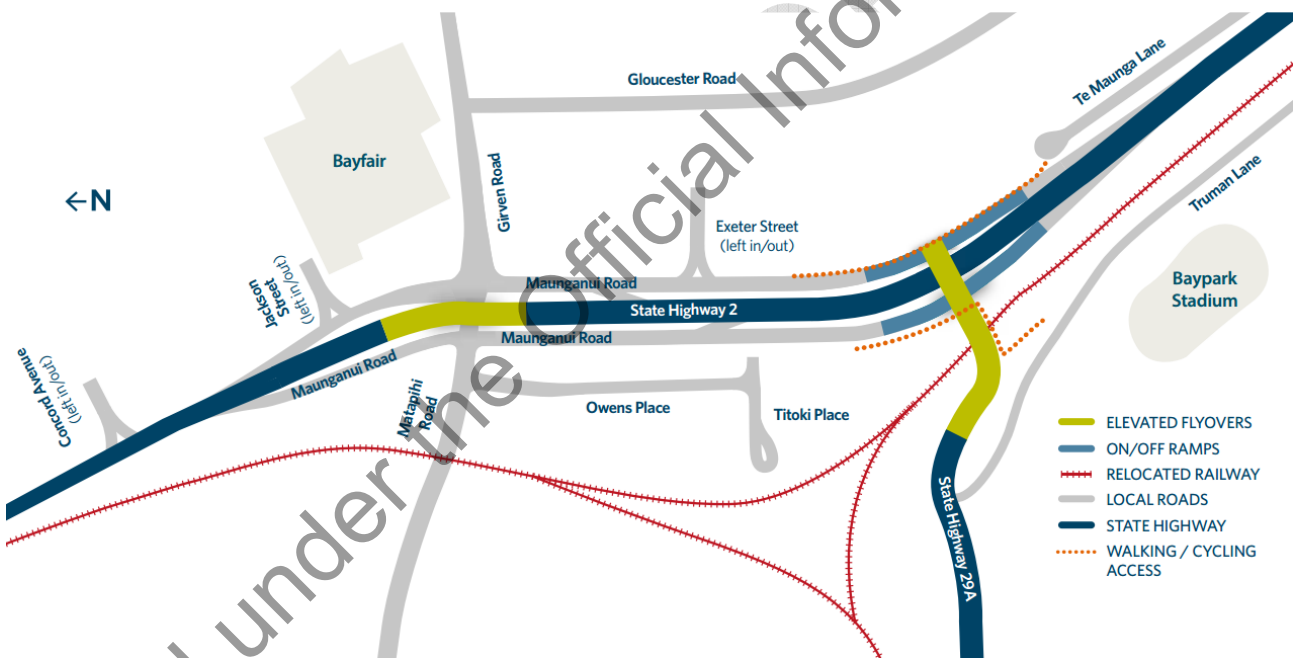 Gloucester Road
Te Maunga Lane
Bayfair
Girven Road
Truman Lane
←N
Exeter Street
(left in/out)
Jackson
Street
(left in/out)
Maunganui Road
Baypark
Stadium
State Highway 2
Maunganui Road
Maunganui Road
Concord Avenue
(left in/out)
Matapihi
Road
Owens Place
Titoki Place
ELEVATED FLYOVERS
ON/OFF RAMPS
RELOCATED RAILWAY
LOCAL ROADS
STATE HIGHWAY
WALKING / CYCLING
ACCESS
State Highway 29A
under the Official